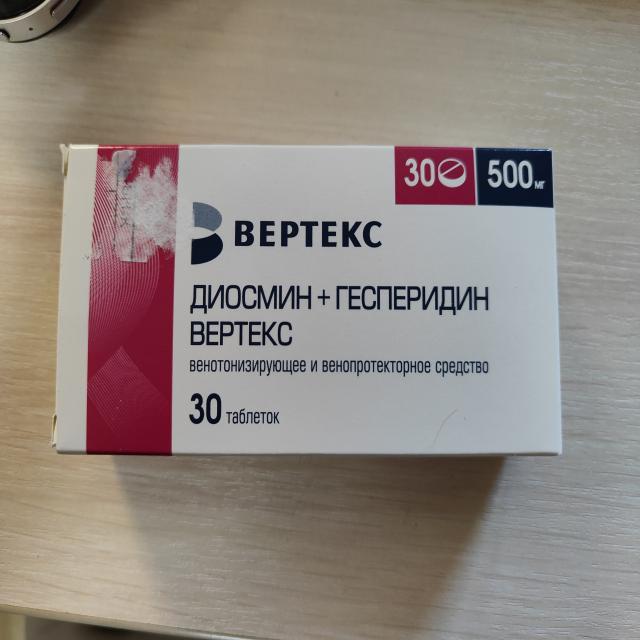 30 500 мг
ВЕРТЕКС
ДИОСМИН + ГЕСПЕРИДИН
ВЕРТЕКС
венотонизирующее и венопротекторное средство
30 таблеток